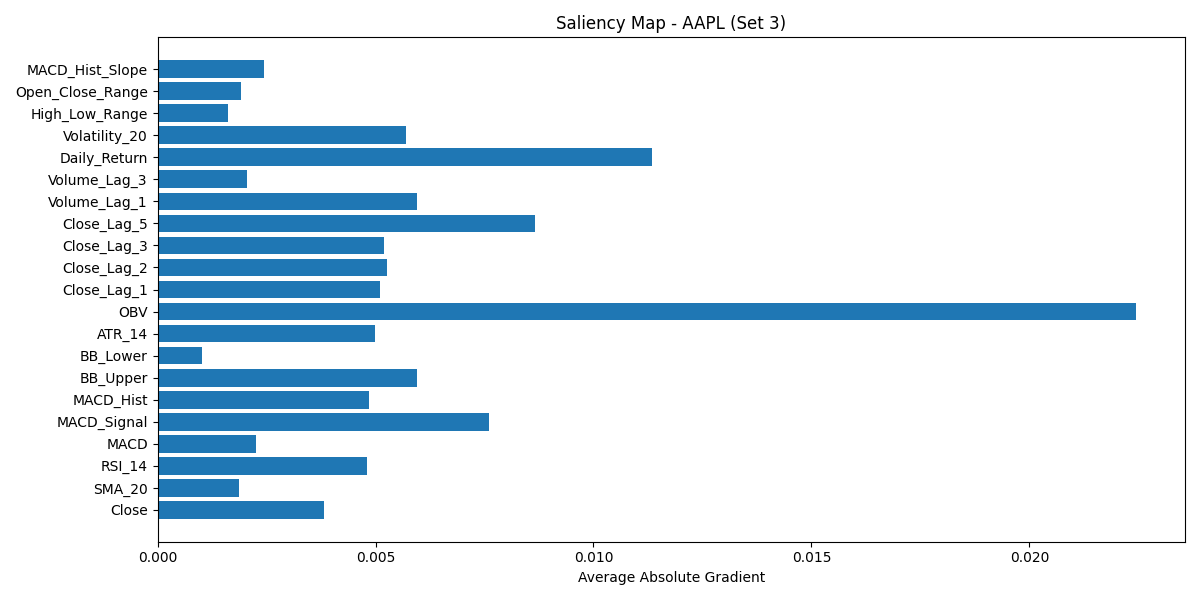 Saliency Map - AAPL (Set 3)
MACD_Hist_Slope
Open_Close_Range
High_Low_Range
Volatility_20
Daily_Return
Volume_Lag_3
Volume_Lag_1
Close_Lag_5
Close_Lag_3
Close_Lag_2
Close_Lag_1
OBV
ATR_14
BB_Lower
BB_Upper
MACD_Hist
MACD_Signal
MACD
RSI_14
SMA_20
Close
0.000 0.005 0.010 0.015 0.020
Average Absolute Gradient